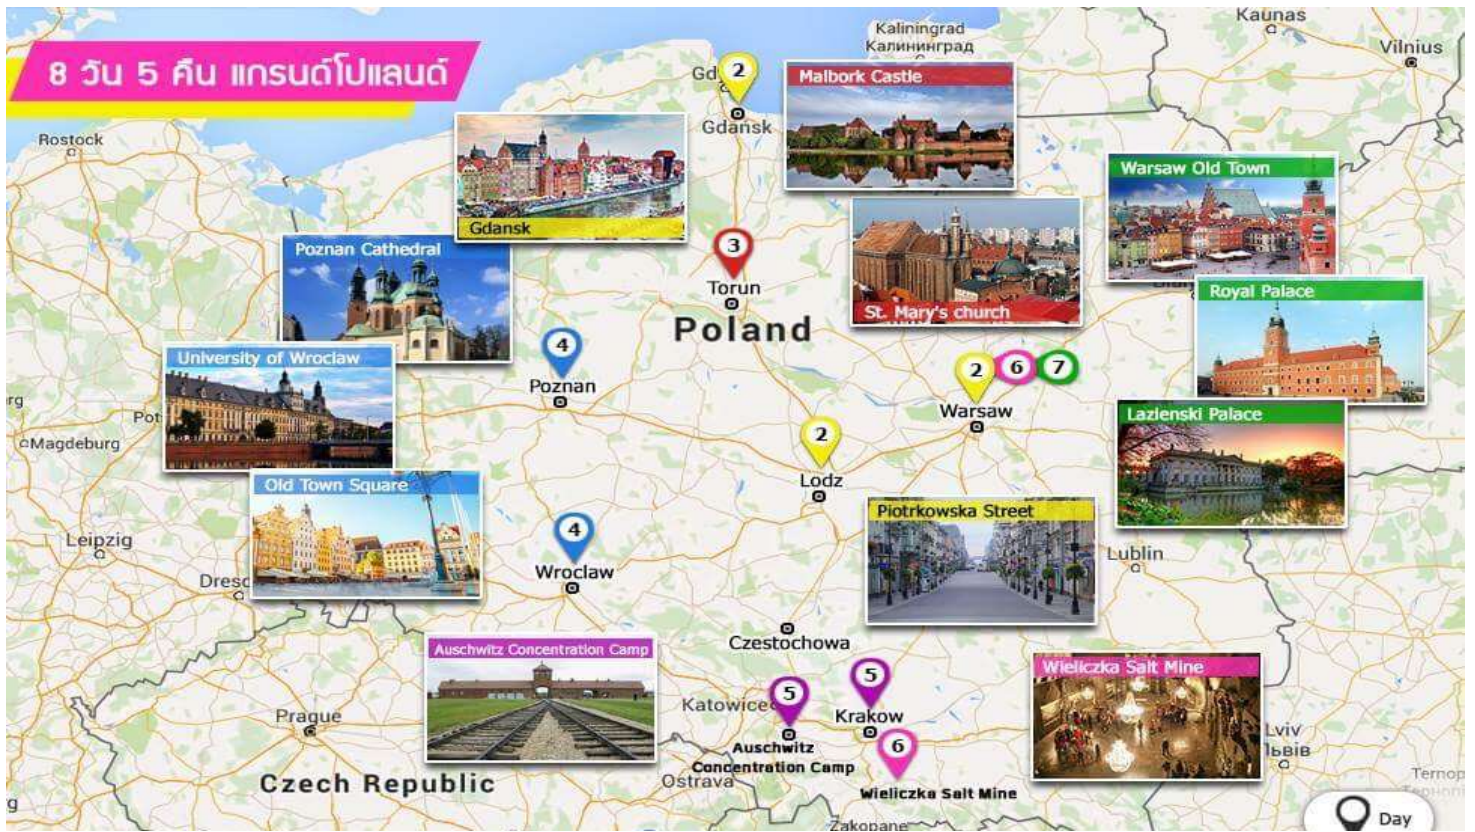 8 วัน 5 คืน แกรนด์โปแลนด์
Kaliningrad
Калининград
Kaunas
Vilnius
Rostock
2
Gdańsk
Malbork Castle
Gdansk
Warsaw Old Town
Poznan Cathedral
3
Torun
St. Mary's church
Royal Palace
Poland
University of Wroclaw
4
Poznan
2
6
7
Warsaw
Lazienski Palace
Magdeburg
2
Lodz
Old Town Square
4
Wroclaw
Piotrkowska Street
Leipzig
Lublin
Czestochowa
Auschwitz Concentration Camp
Wieliczka Salt Mine
5
Katowice
5
Krakow
Auschwitz
Concentration Camp
6
Wieliczka Salt Mine
Prague
Czech Republic
Ostrava
Lviv
Львів
Zakopane
Day